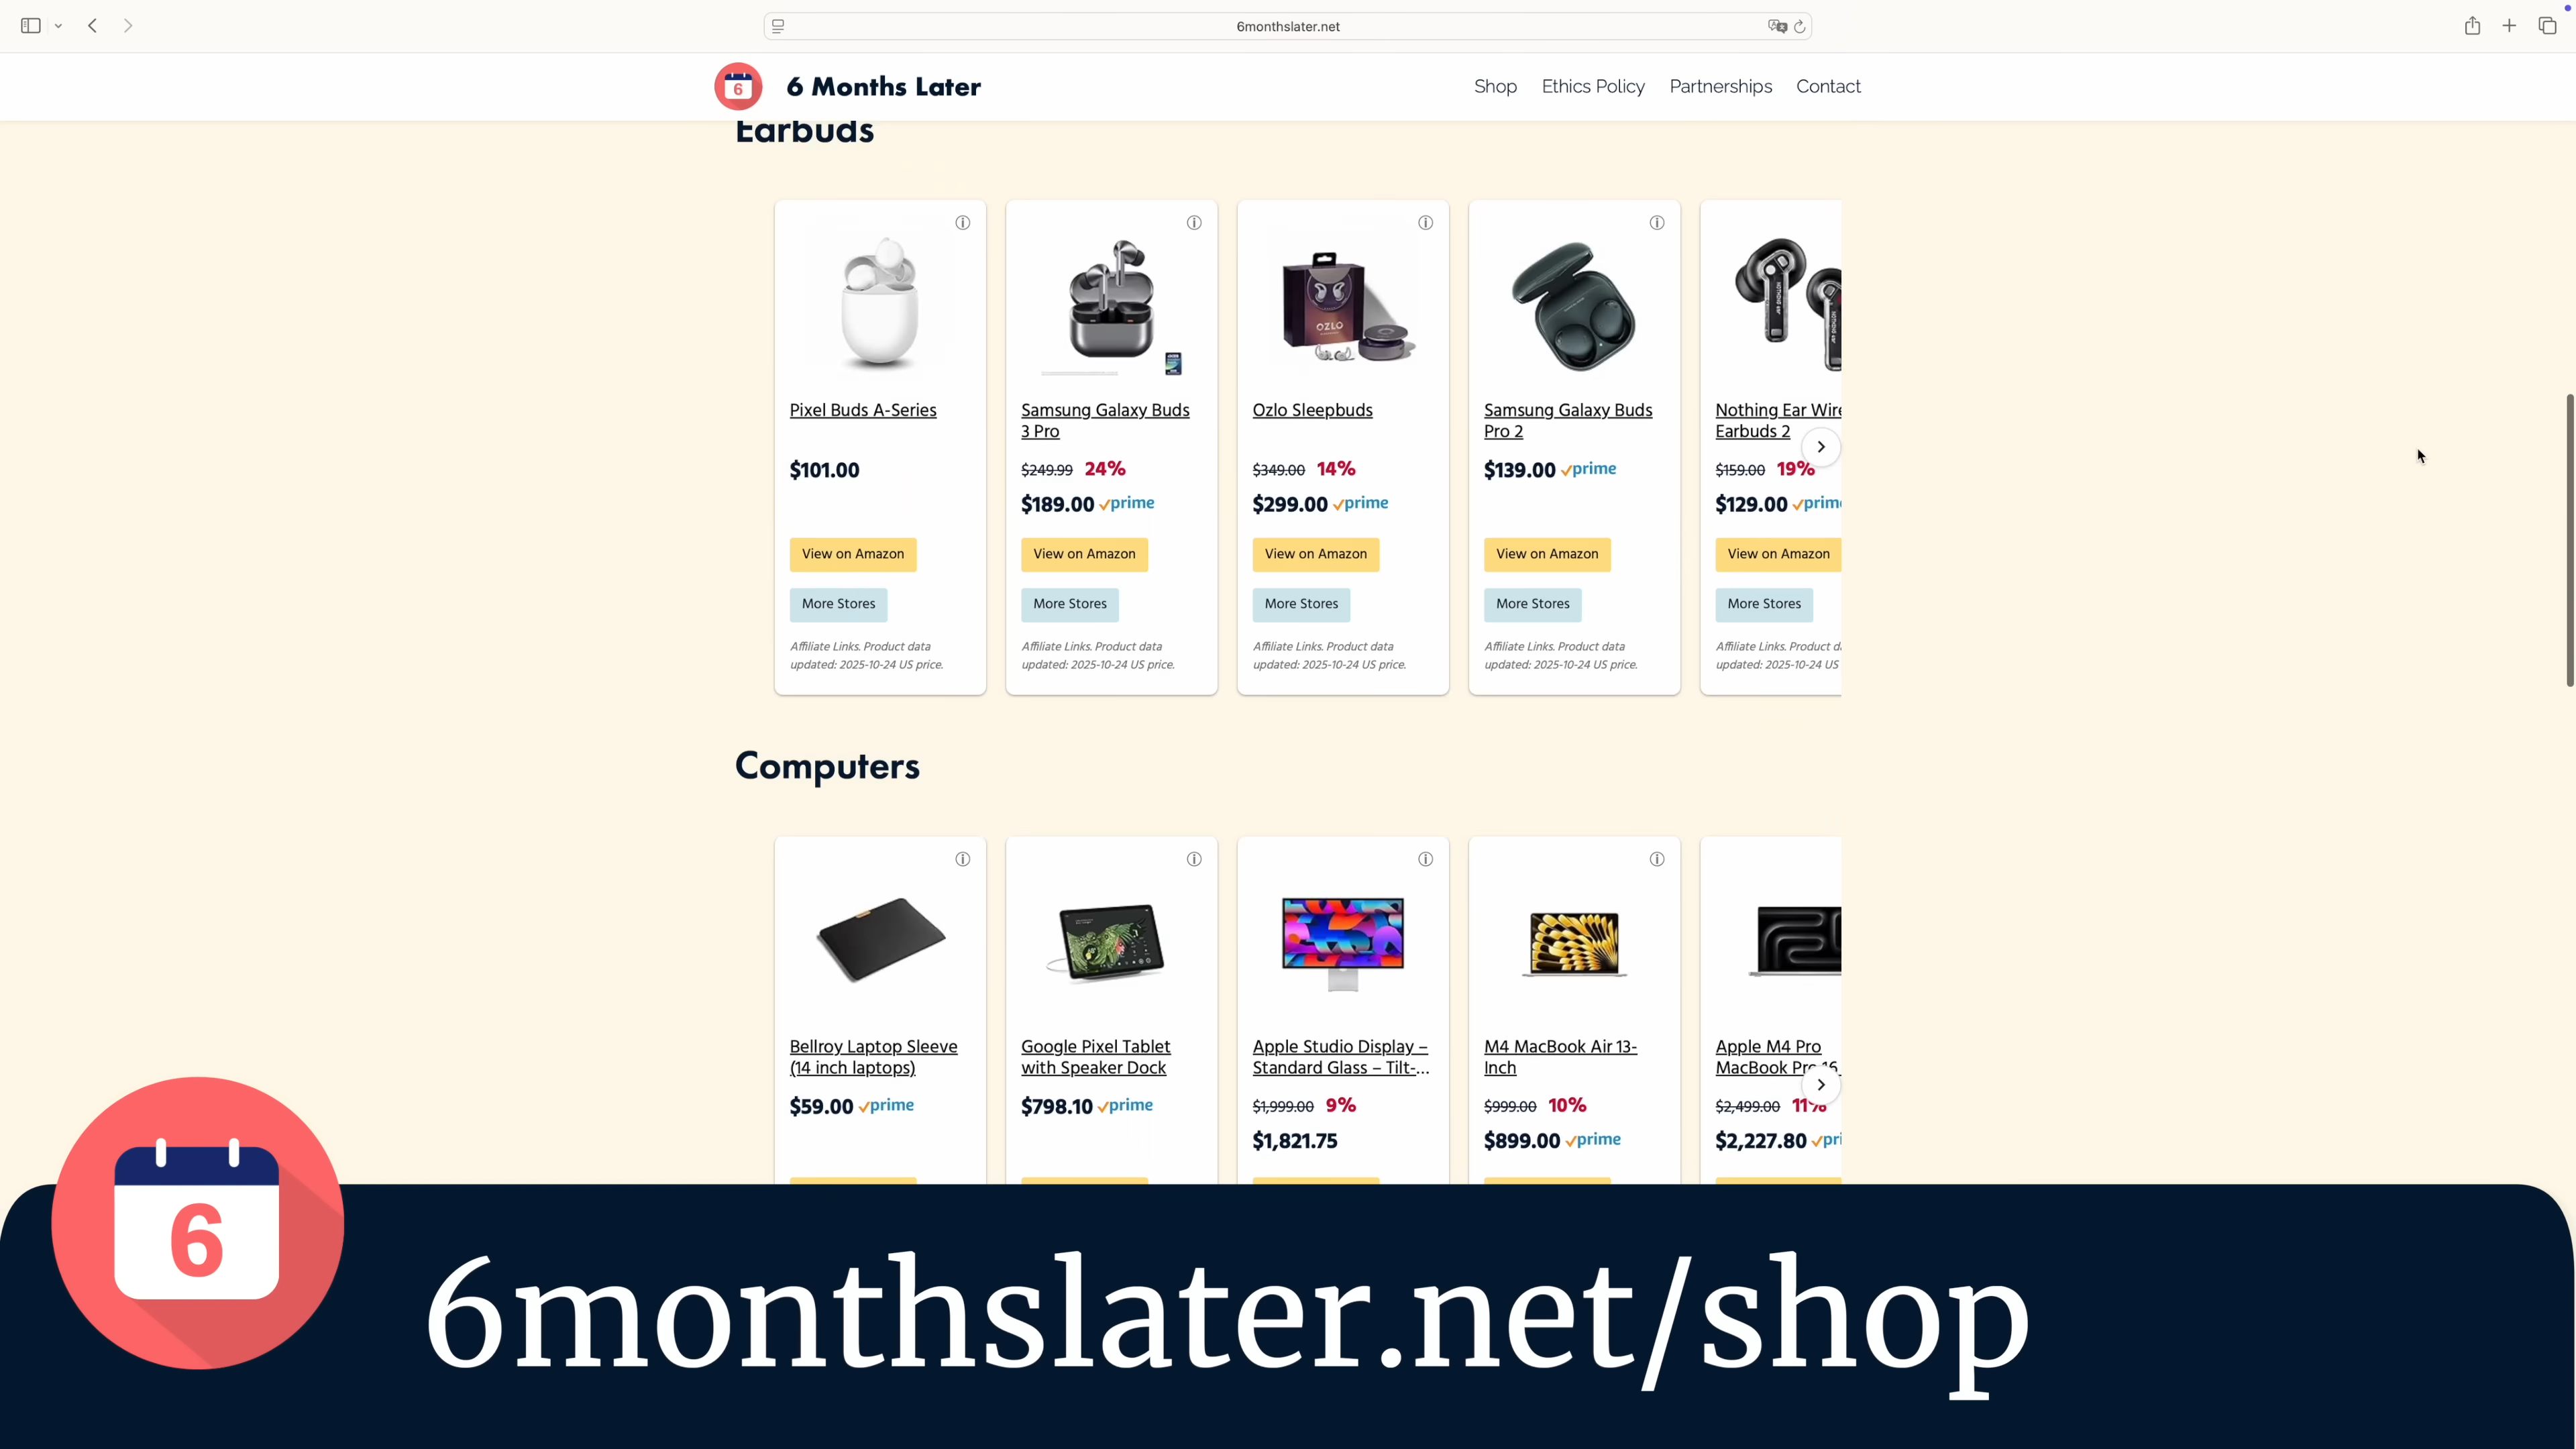 6monthslater.net
6
6 Months Later
Shop
Ethics Policy
Partnerships
Contact
Earbuds
Pixel Buds A-Series
$101.00
View on Amazon
More Stores
Affiliate Links. Product data
updated: 2025-10-24 US price.
Samsung Galaxy Buds
3 Pro
$249.99 24%
$189.00 prime
View on Amazon
More Stores
Affiliate Links. Product data
updated: 2025-10-24 US price.
OZLO
Ozlo Sleepbuds
$349.00 14%
$299.00 prime
View on Amazon
More Stores
Affiliate Links. Product data
updated: 2025-10-24 US price.
Samsung Galaxy Buds
Pro 2
$139.00 prime
View on Amazon
More Stores
Affiliate Links. Product data
updated: 2025-10-24 US price.
Nothing Ear Wire
Earbuds 2
$159.00 19%
$129.00 prime
View on Amazon
More Stores
Affiliate Links. Product d
updated: 2025-10-24 US
Computers
Bellroy Laptop Sleeve
(14 inch laptops)
$59.00 prime
Google Pixel Tablet
with Speaker Dock
$798.10 prime
Apple Studio Display –
Standard Glass – Tilt-...
$1,999.00 9%
$1,821.75
M4 MacBook Air 13-
Inch
$999.00 10%
$899.00 prime
Apple M4 Pro
MacBook Pro 16
$2,499.00 11%
$2,227.80 pri
6
6monthslater.net/shop